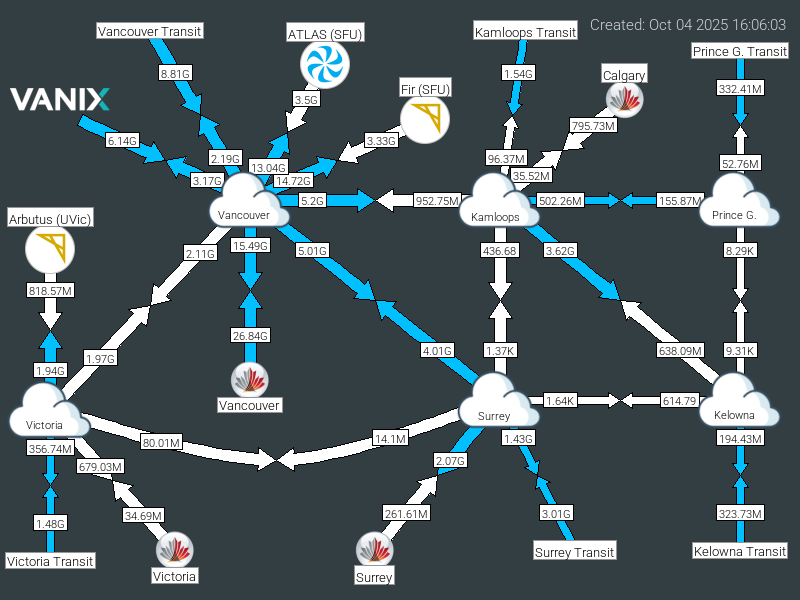 Created: Oct 04 2025 16:06:03
Vancouver Transit
ATLAS (SFU)
Kamloops Transit
Prince G. Transit
8.81G
1.54G
Calgary
332.41M
Fir (SFU)
VANIX
3.5G
795.73M
6.14G
3.33G
2.19G
96.37M
52.76M
13.04G
35.52M
3.17G
14.72G
5.2G
952.75M
502.26M
155.87M
Vancouver
Kamloops
Prince G.
Arbutus (UVic)
15.49G
5.01G
436.68
3.62G
8.29K
2.11G
818.57M
26.84G
1.97G
4.01G
1.37K
638.09M
9.31K
1.94G
Vancouver
1.64K
614.79
Victoria
Surrey
Kelowna
356.74M
80.01M
14.1M
1.43G
194.43M
679.03M
2.07G
34.69M
261.61M
3.01G
323.73M
1.48G
Victoria Transit
Surrey Transit
Kelowna Transit
Victoria
Surrey